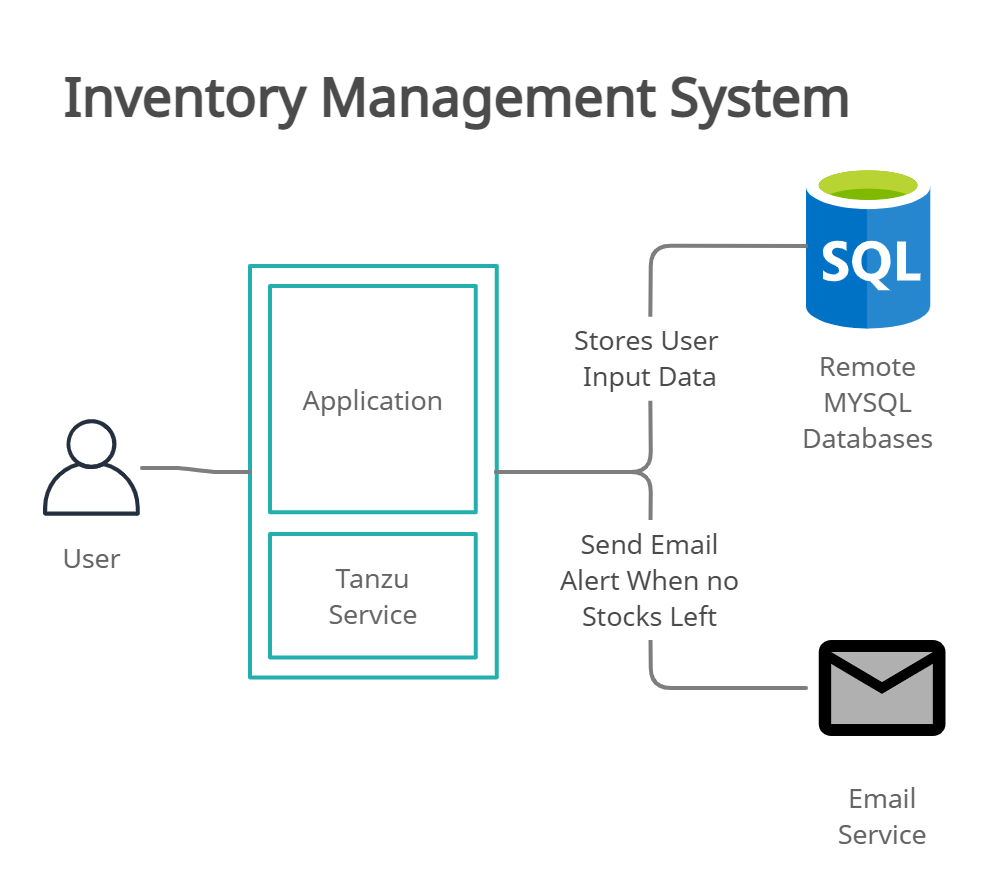 Inventory Management System
SQL
Remote
MYSQL
Databases
Stores User
Input Data
Application
User
Tanzu
Service
Send Email
Alert When no
Stocks Left
Email
Service